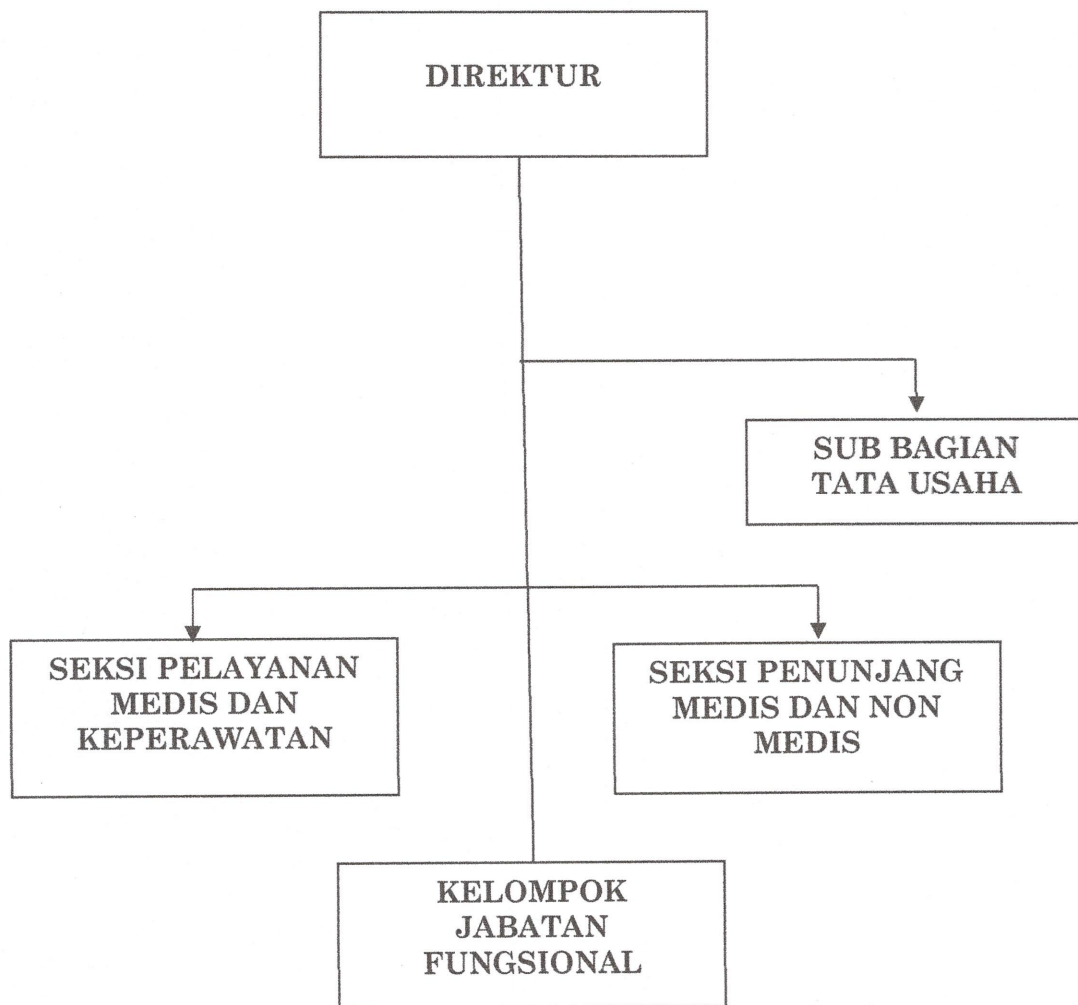 DIREKTUR
SUB BAGIAN
TATA USAHA
SEKSI PELAYANAN
MEDIS DAN
KEPERAWATAN
SEKSI PENUNJANG
MEDIS DAN NON
MEDIS
KELOMPOK
JABATAN
FUNGSIONAL